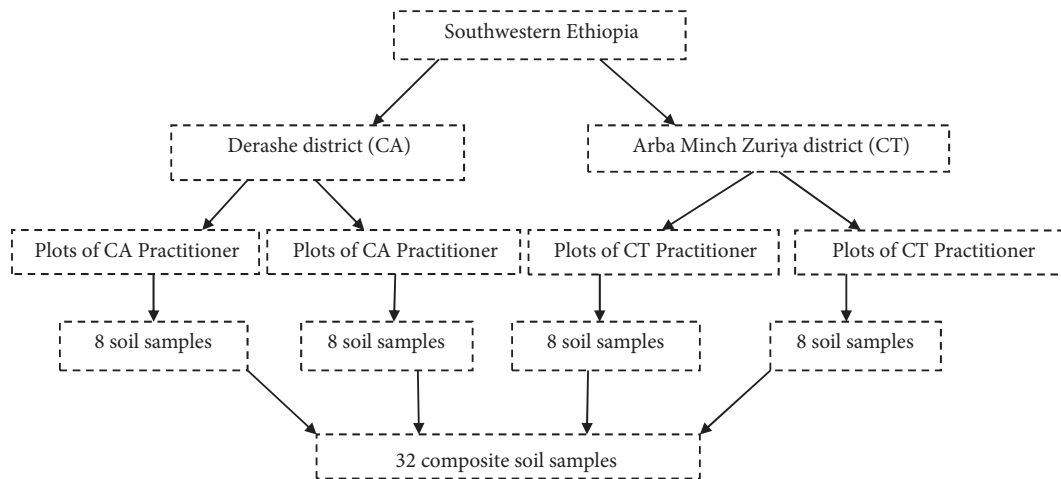 Southwestern Ethiopia
Derashe district (CA)
Arba Minch Zuriya district (CT)
Plots of CA Practitioner
Plots of CA Practitioner
Plots of CT Practitioner
Plots of CT Practitioner
8 soil samples
8 soil samples
8 soil samples
8 soil samples
32 composite soil samples